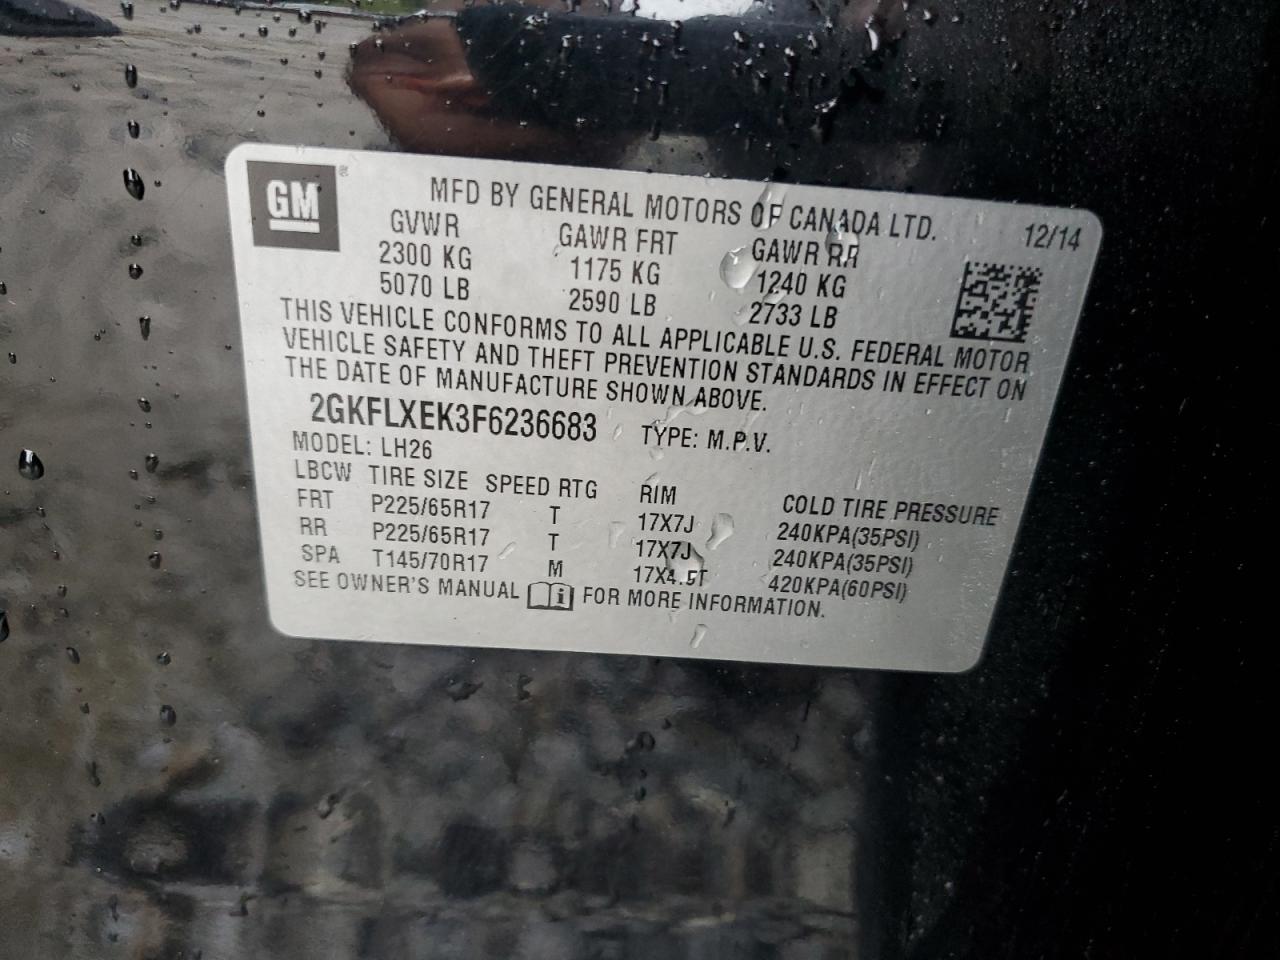 GM ®
MFD BY GENERAL MOTORS OF CANADA LTD.
12/14
GVWR GAWR FRT GAWR RR
2300 KG 1175 KG 1240 KG
5070 LB 2590 LB 2733 LB
THIS VEHICLE CONFORMS TO ALL APPLICABLE U.S. FEDERAL MOTOR
VEHICLE SAFETY AND THEFT PREVENTION STANDARDS IN EFFECT ON
THE DATE OF MANUFACTURE SHOWN ABOVE.
2GKFLXEK3F6236683 TYPE: M.P.V.
MODEL: LH26
LBCW TIRE SIZE SPEED RTG RIM COLD TIRE PRESSURE
FRT P225/65R17 T 17X7J 240KPA(35PSI)
RR P225/65R17 T 17X7J 240KPA(35PSI)
SPA T145/70R17 M 17X4.5T 420KPA(60PSI)
SEE OWNER'S MANUAL i FOR MORE INFORMATION.